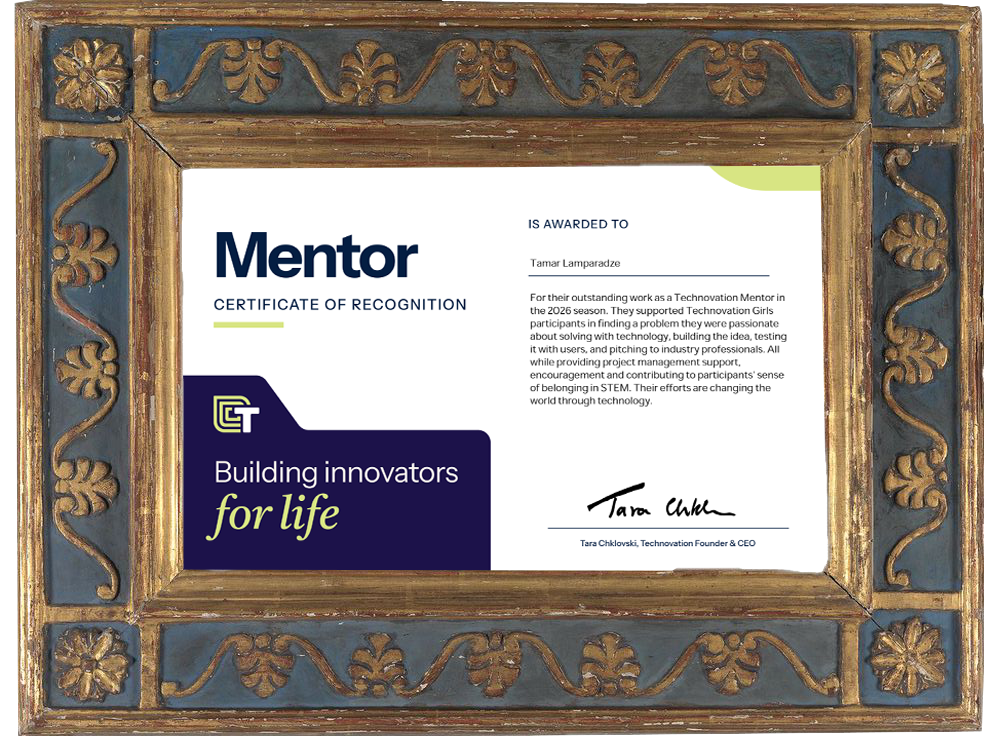 Mentor
CERTIFICATE OF RECOGNITION
T
Building innovators
for life
IS AWARDED TO
Tamar Lamparadze
For their outstanding work as a Technovation Mentor in
the 2026 season. They supported Technovation Girls
participants in finding a problem they were passionate
about solving with technology, building the idea, testing
it with users, and pitching to industry professionals. All
while providing project management support,
encouragement and contributing to participants' sense
of belonging in STEM. Their efforts are changing the
world through technology.
Tara Chkl
Tara Chklovski, Technovation Founder & CEO